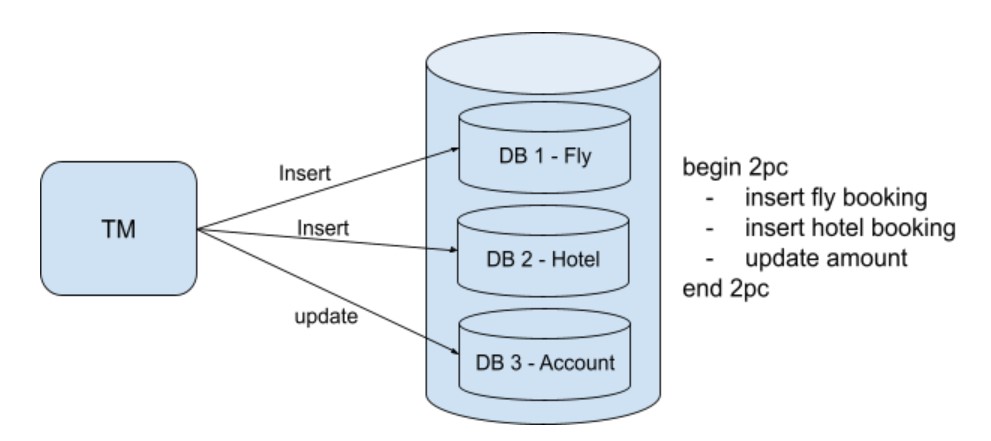 TM
Insert
Insert
update
DB 1 - Fly
DB 2 - Hotel
DB 3 - Account
begin 2pc
- insert fly booking
- insert hotel booking
- update amount
end 2pc